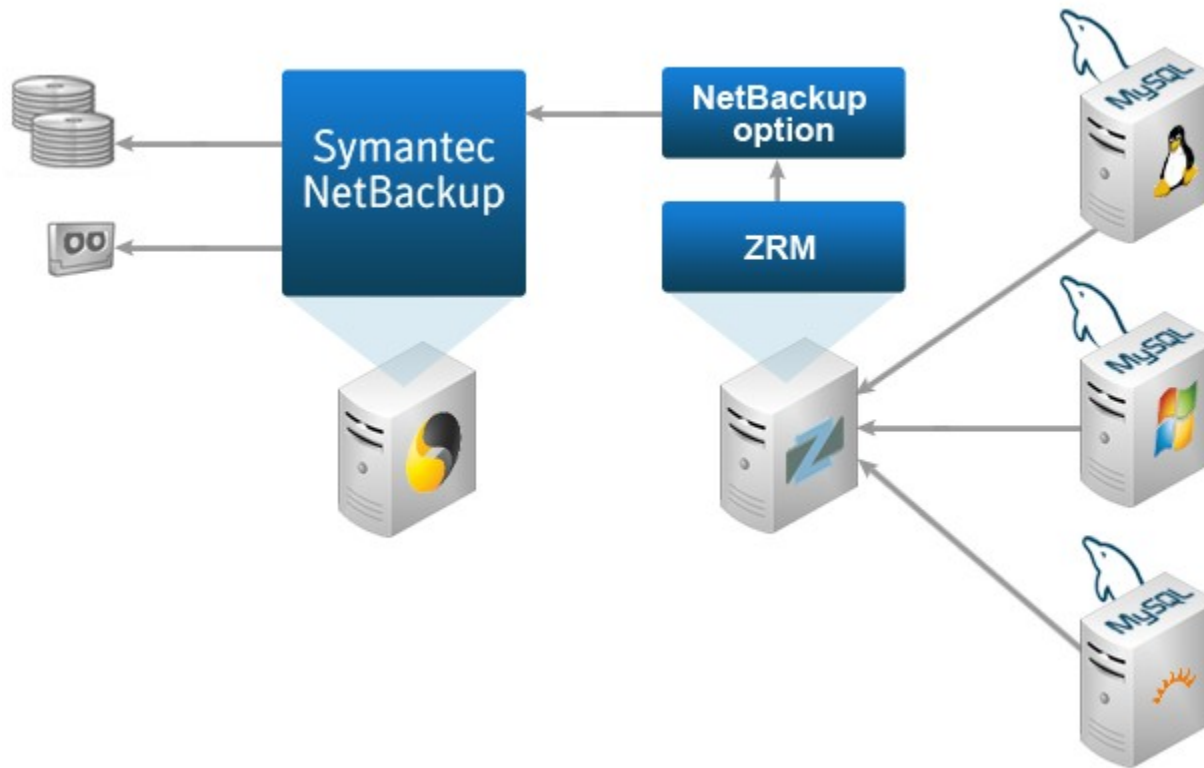 Symantec
NetBackup
NetBackup
option
ZRM
MySQL
MySQL
MySQL